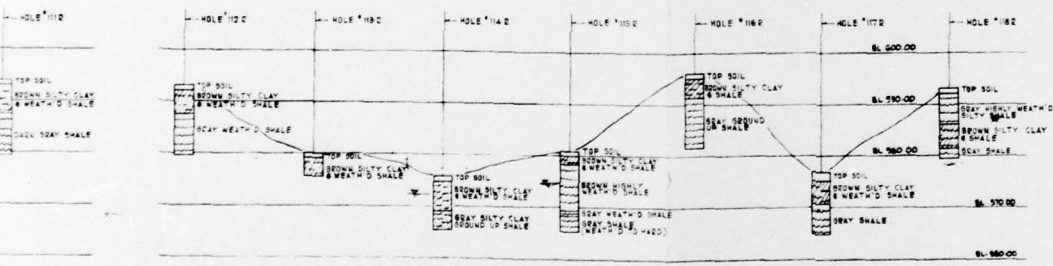 HOLE #111R
HOLE #112R
HOLE #113R
HOLE #114R
HOLE #115R
HOLE #116R
HOLE #117R
HOLE #118R
EL 600.00
TOP SOIL
BROWN SILTY CLAY
& WEATH'D SHALE
DARK GRAY SHALE
TOP SOIL
BROWN SILTY CLAY
& WEATH'D SHALE
GRAY WEATH'D SHALE
TOP SOIL
BROWN SILTY CLAY
& WEATH'D SHALE
TOP SOIL
BROWN SILTY CLAY
& WEATH'D SHALE
GRAY SILTY CLAY
GROUND UP SHALE
TOP SOIL
BROWN SILTY CLAY
& WEATH'D SHALE
BROWN HIGHLY
WEATH'D SHALE
GRAY WEATH'D SHALE
GRAY SHALE
(WEATH'D TO HARD)
TOP SOIL
BROWN SILTY CLAY
& SHALE
GRAY GROUND
UP SHALE
EL 590.00
EL 580.00
TOP SOIL
BROWN SILTY CLAY
& WEATH'D SHALE
GRAY SHALE
TOP SOIL
GRAY HIGHLY WEATH'D
SILTY SHALE
BROWN SILTY CLAY
& SHALE
GRAY SHALE
EL 570.00
EL 560.00